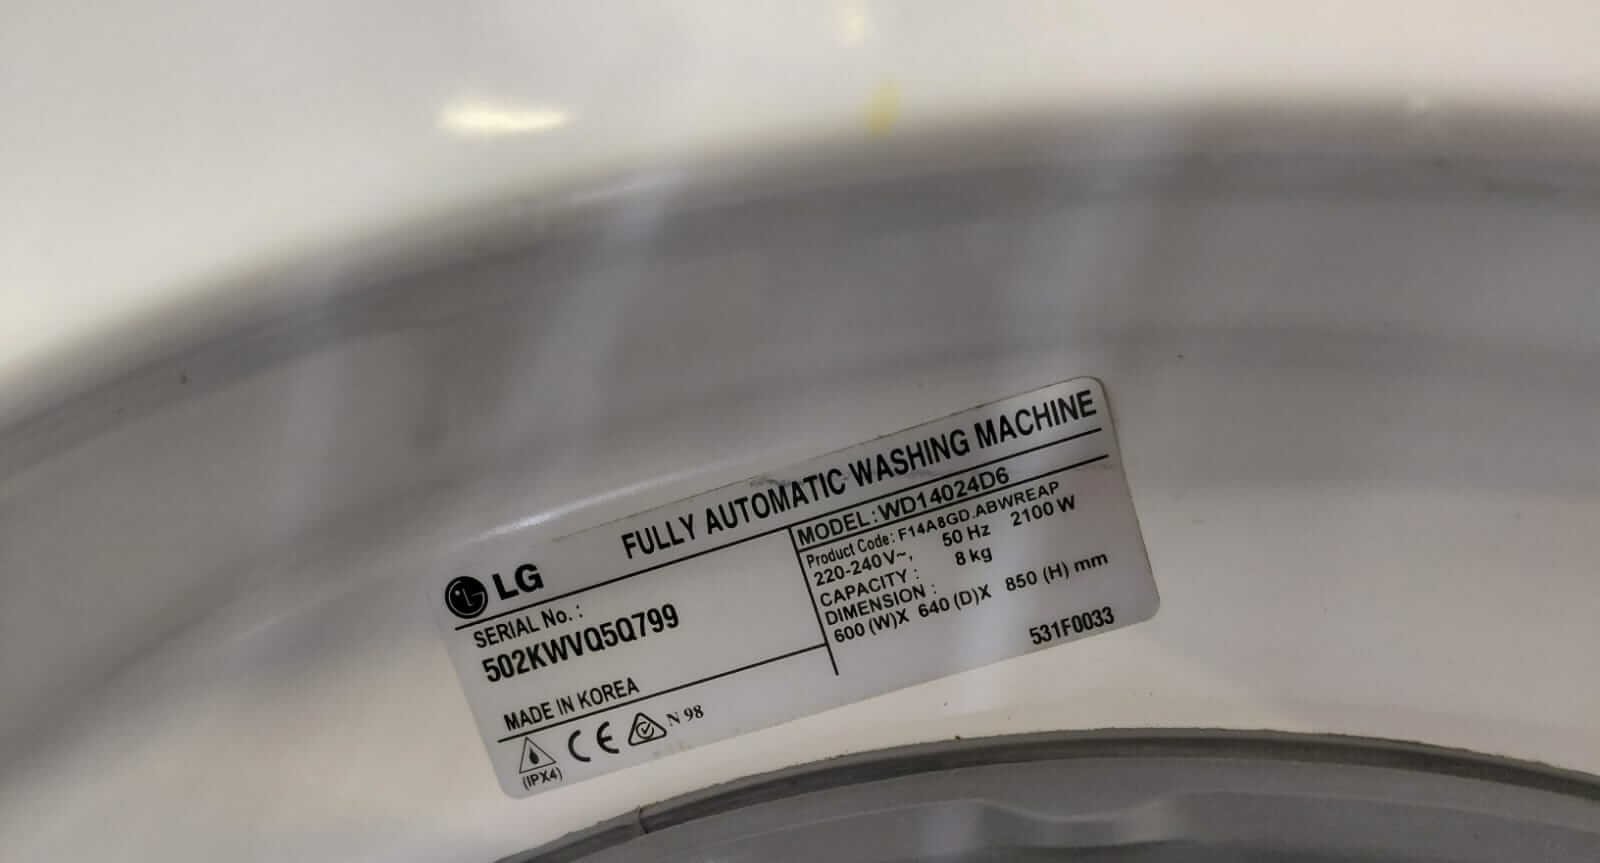 LG
FULLY AUTOMATIC WASHING MACHINE
SERIAL No. :
502KWVQ5Q799
MADE IN KOREA
(IPX4)
CE
N 98
MODEL : WD14024D6
Product Code: F14A8GD.ABWREAP
220-240V~, 50 Hz 2100 W
CAPACITY : 8 kg
DIMENSION :
600 (W)X 640 (D)X 850 (H) mm
531F0033